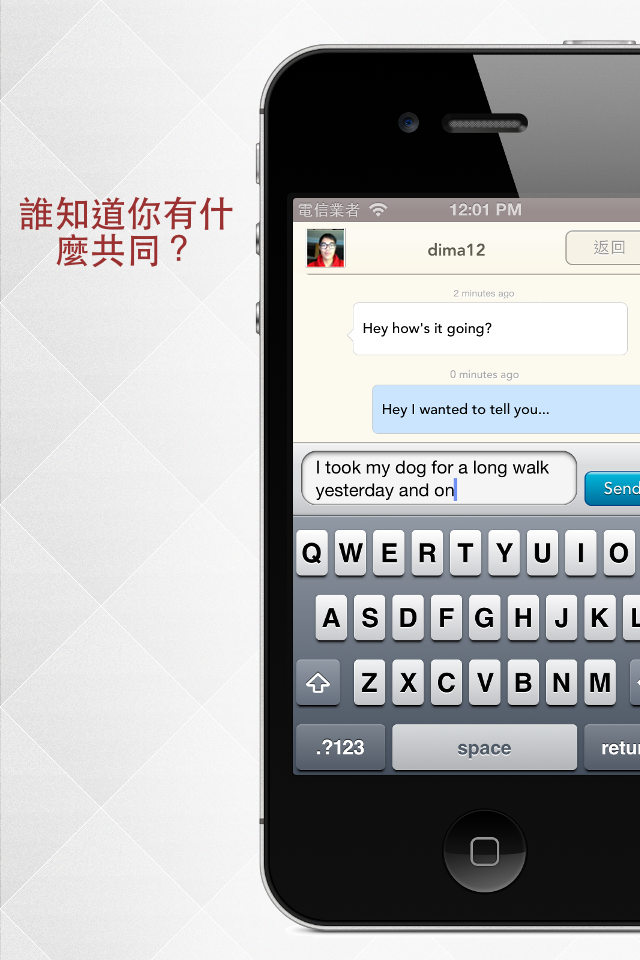 誰知道你有什
麼共同？
電信業者 12:01 PM
dima12 返回
2 minutes ago
Hey how's it going?
0 minutes ago
Hey I wanted to tell you...
I took my dog for a long walk
yesterday and on
Send
Q W E R T Y U I O
A S D F G H J K L
Z X C V B N M
.?123 space retur